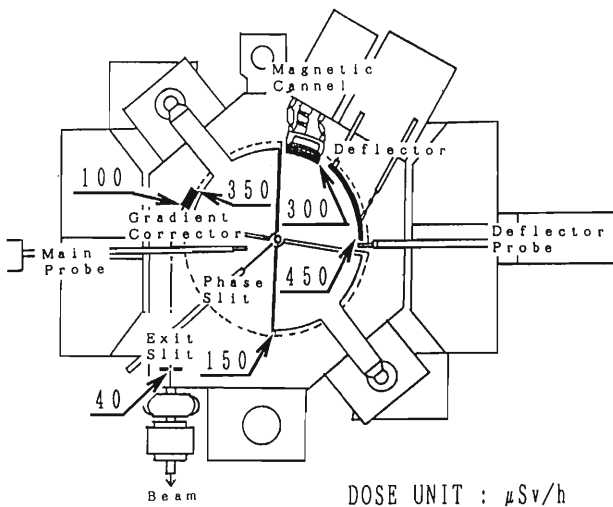 Magnetic
Cannel
Deflector
100
350
300
Gradient
Corrector
Main
Probe
Deflector
Probe
450
Phase
Slit
Exit
Slit
150
40
Beam
DOSE UNIT : μSv/h